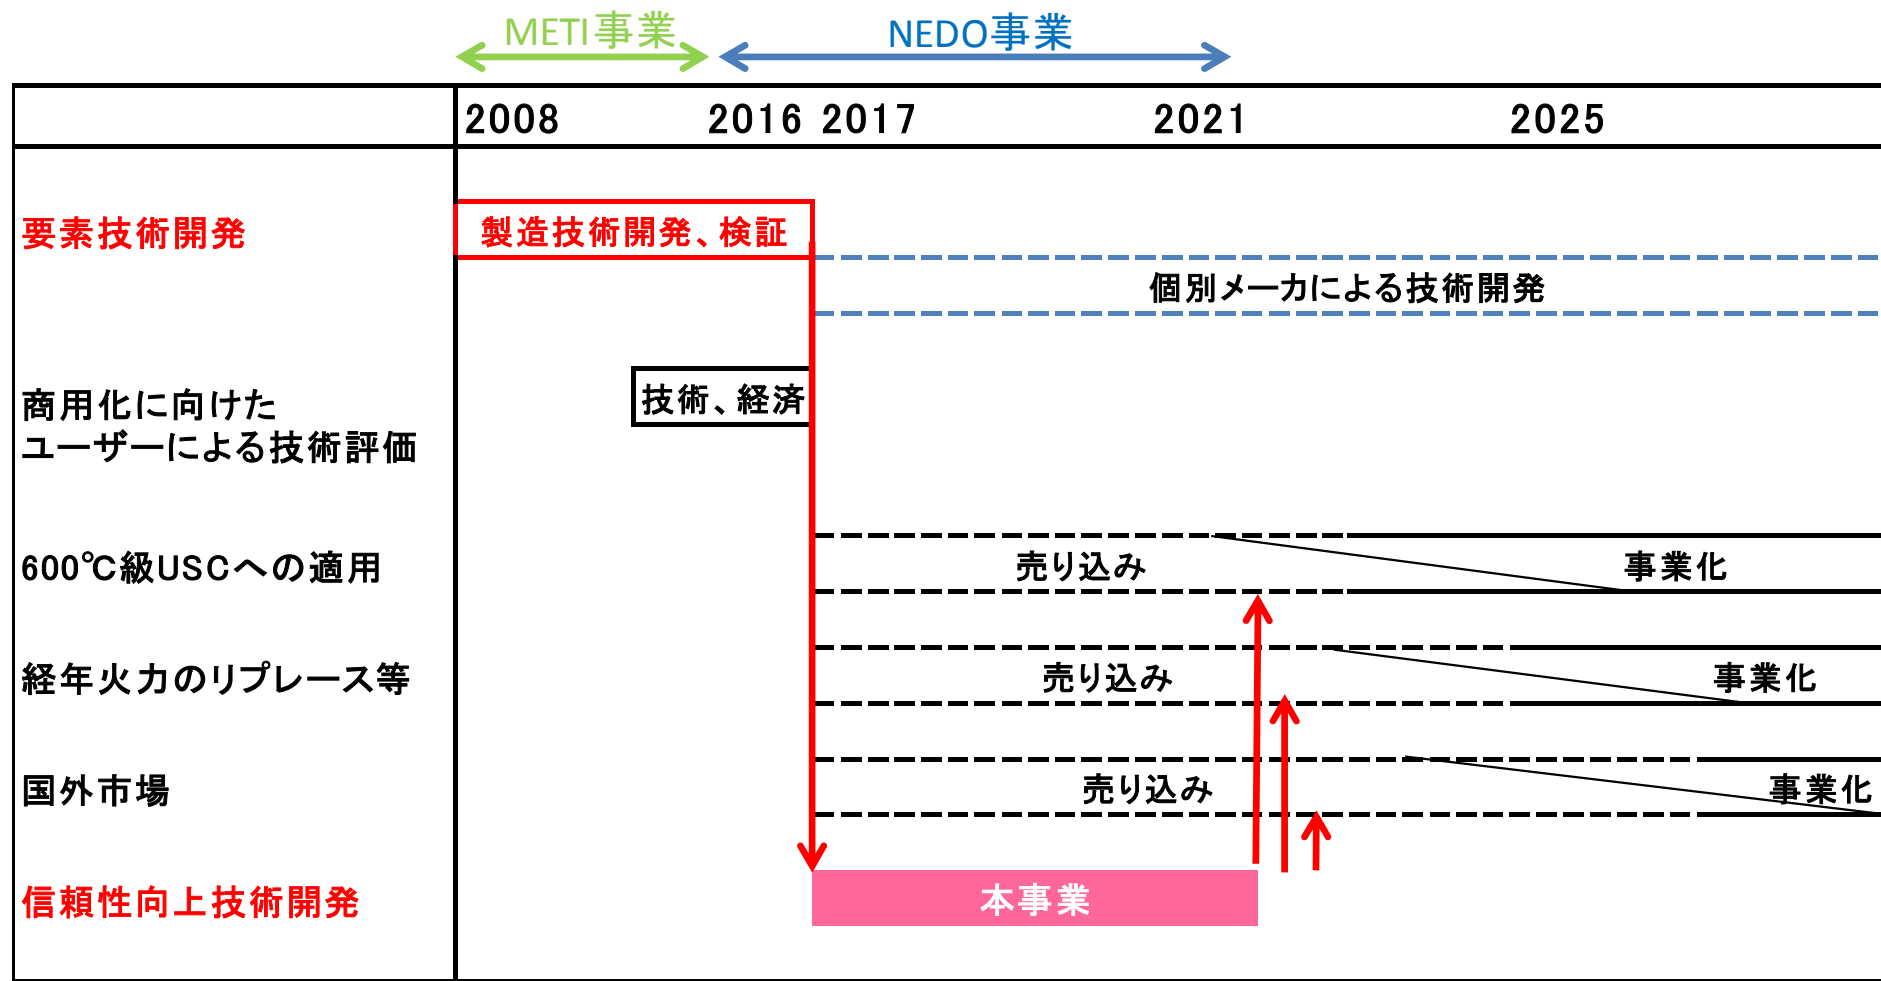 METI事業
NEDO事業
2008
2016
2017
2021
2025
要素技術開発
製造技術開発、検証
個別メーカによる技術開発
商用化に向けた
ユーザーによる技術評価
技術、経済
600℃級USCへの適用
売り込み
事業化
経年火力のリプレース等
売り込み
事業化
国外市場
売り込み
事業化
信頼性向上技術開発
本事業